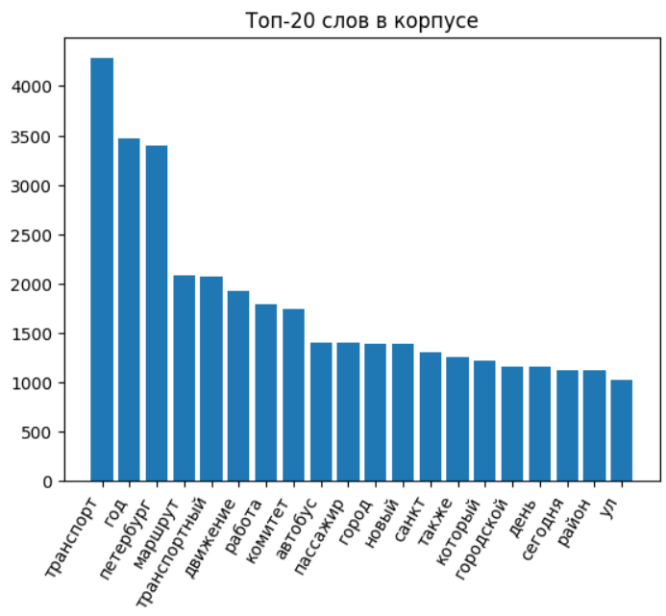 Топ-20 слов в корпусе
4000
3500
3000
2500
2000
1500
1000
500
0
транспорт
год
петербург
маршрут
транспортный
движение
работа
комитет
автобус
пассажир
город
новый
санкт
также
который
городской
день
сегодня
район
ул